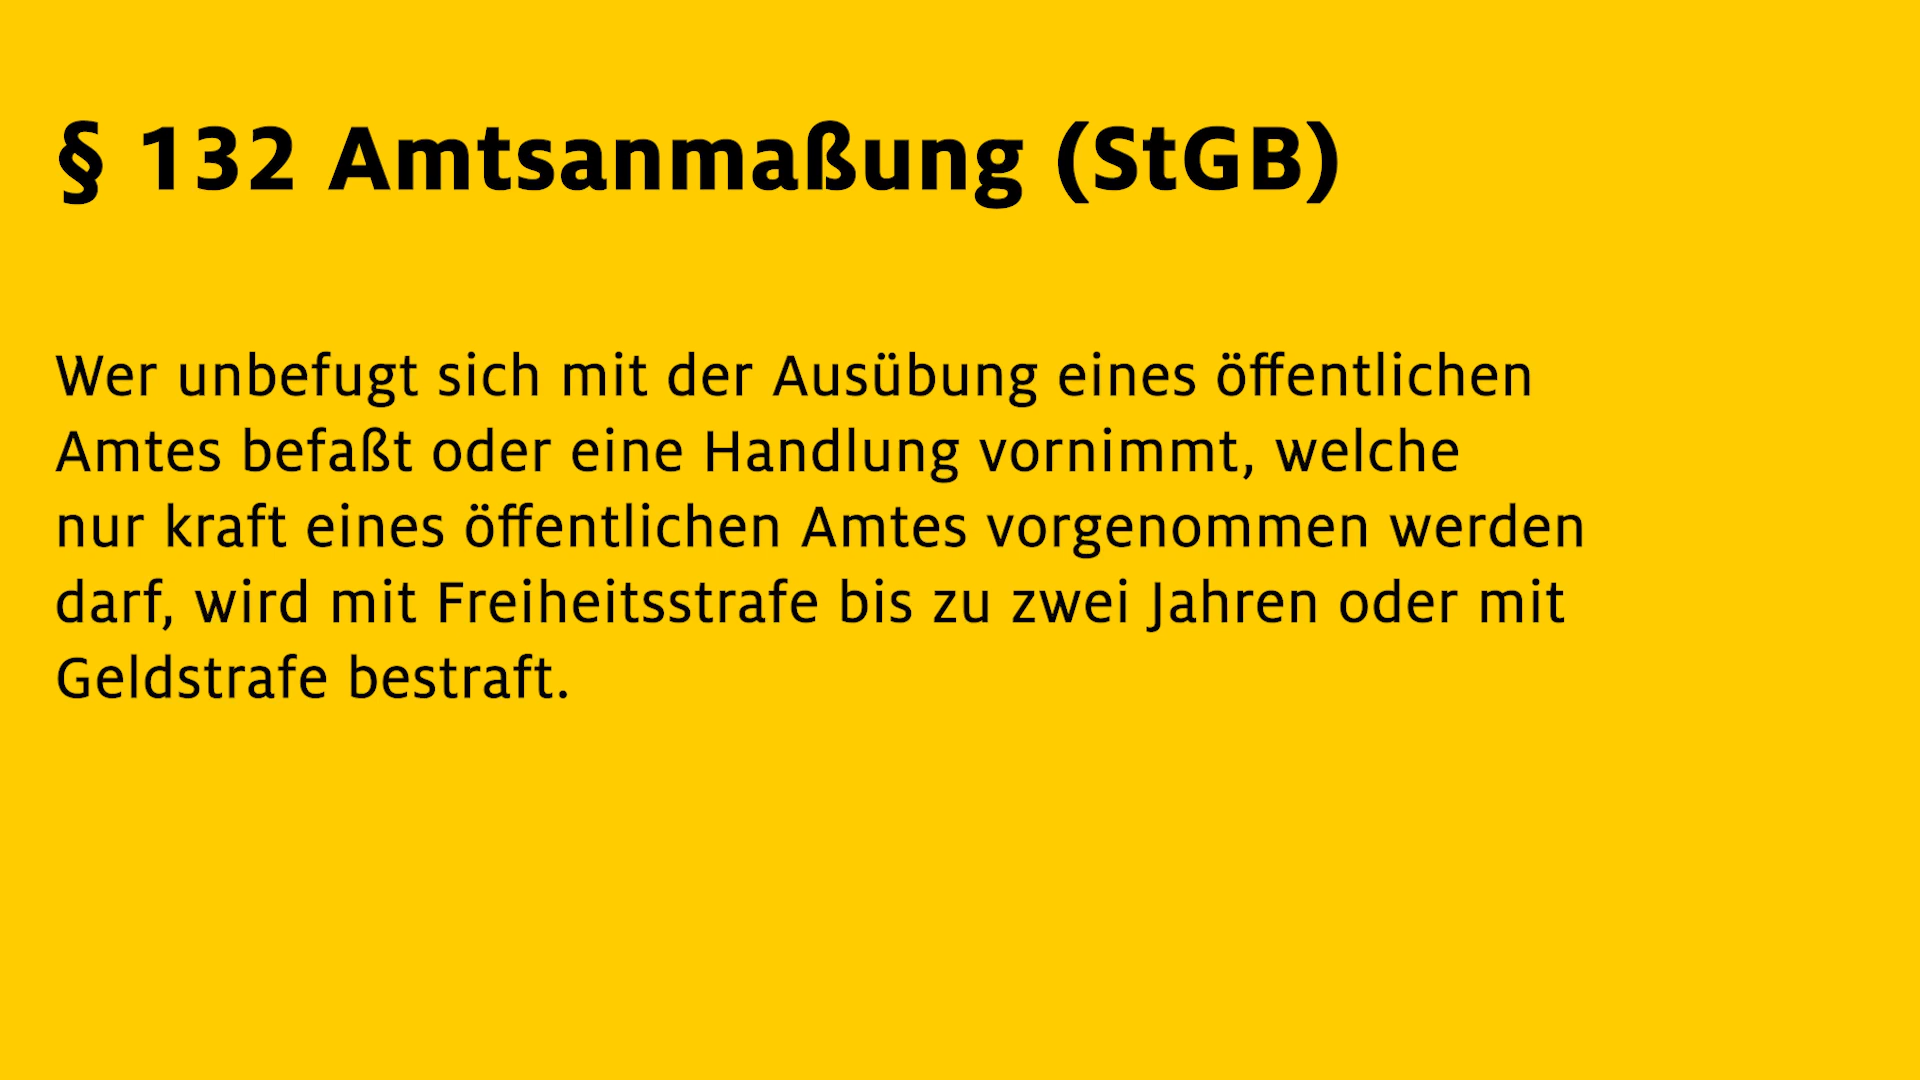 § 132 Amtsanmaßung (StGB)
Wer unbefugt sich mit der Ausübung eines öffentlichen
Amtes befaßt oder eine Handlung vornimmt, welche
nur kraft eines öffentlichen Amtes vorgenommen werden
darf, wird mit Freiheitsstrafe bis zu zwei Jahren oder mit
Geldstrafe bestraft.